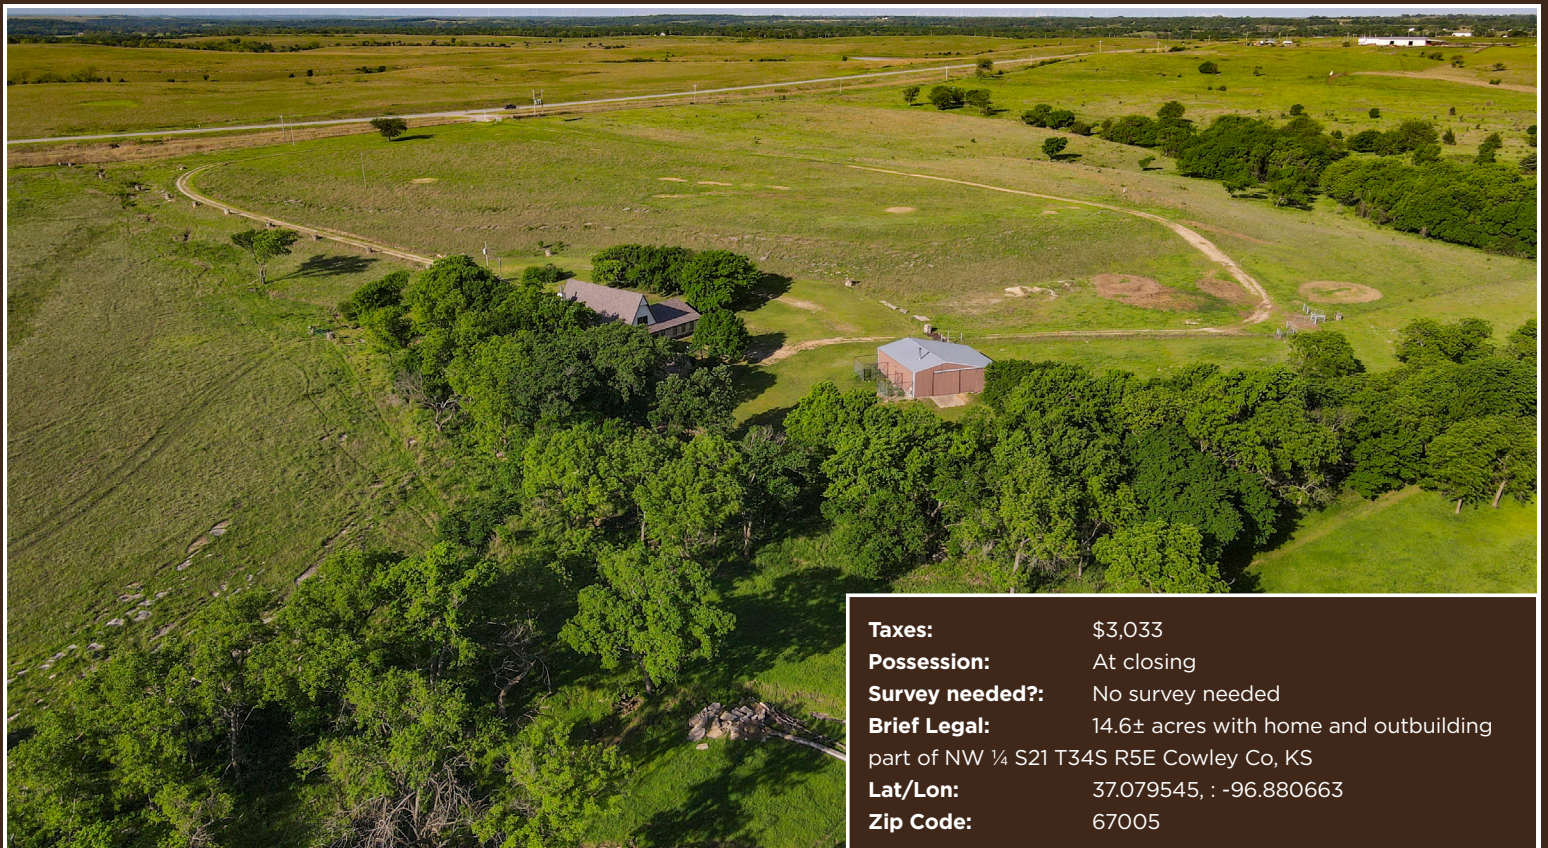 Taxes: $3,033
Possession: At closing
Survey needed?: No survey needed
Brief Legal: 14.6± acres with home and outbuilding
part of NW ¼ S21 T34S R5E Cowley Co, KS
Lat/Lon: 37.079545, : -96.880663
Zip Code: 67005